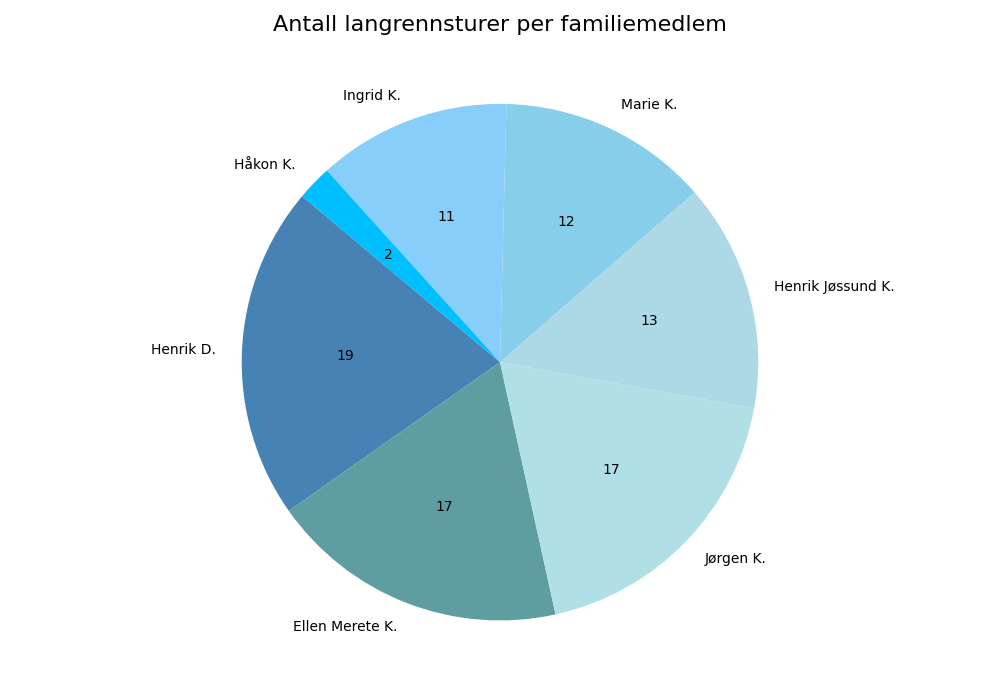 Antall langrennsturer per familiemedlem
Ingrid K.
Marie K.
Håkon K.
11
12
2
Henrik Jøssund K.
13
Henrik D.
19
17
17
Jørgen K.
Ellen Merete K.